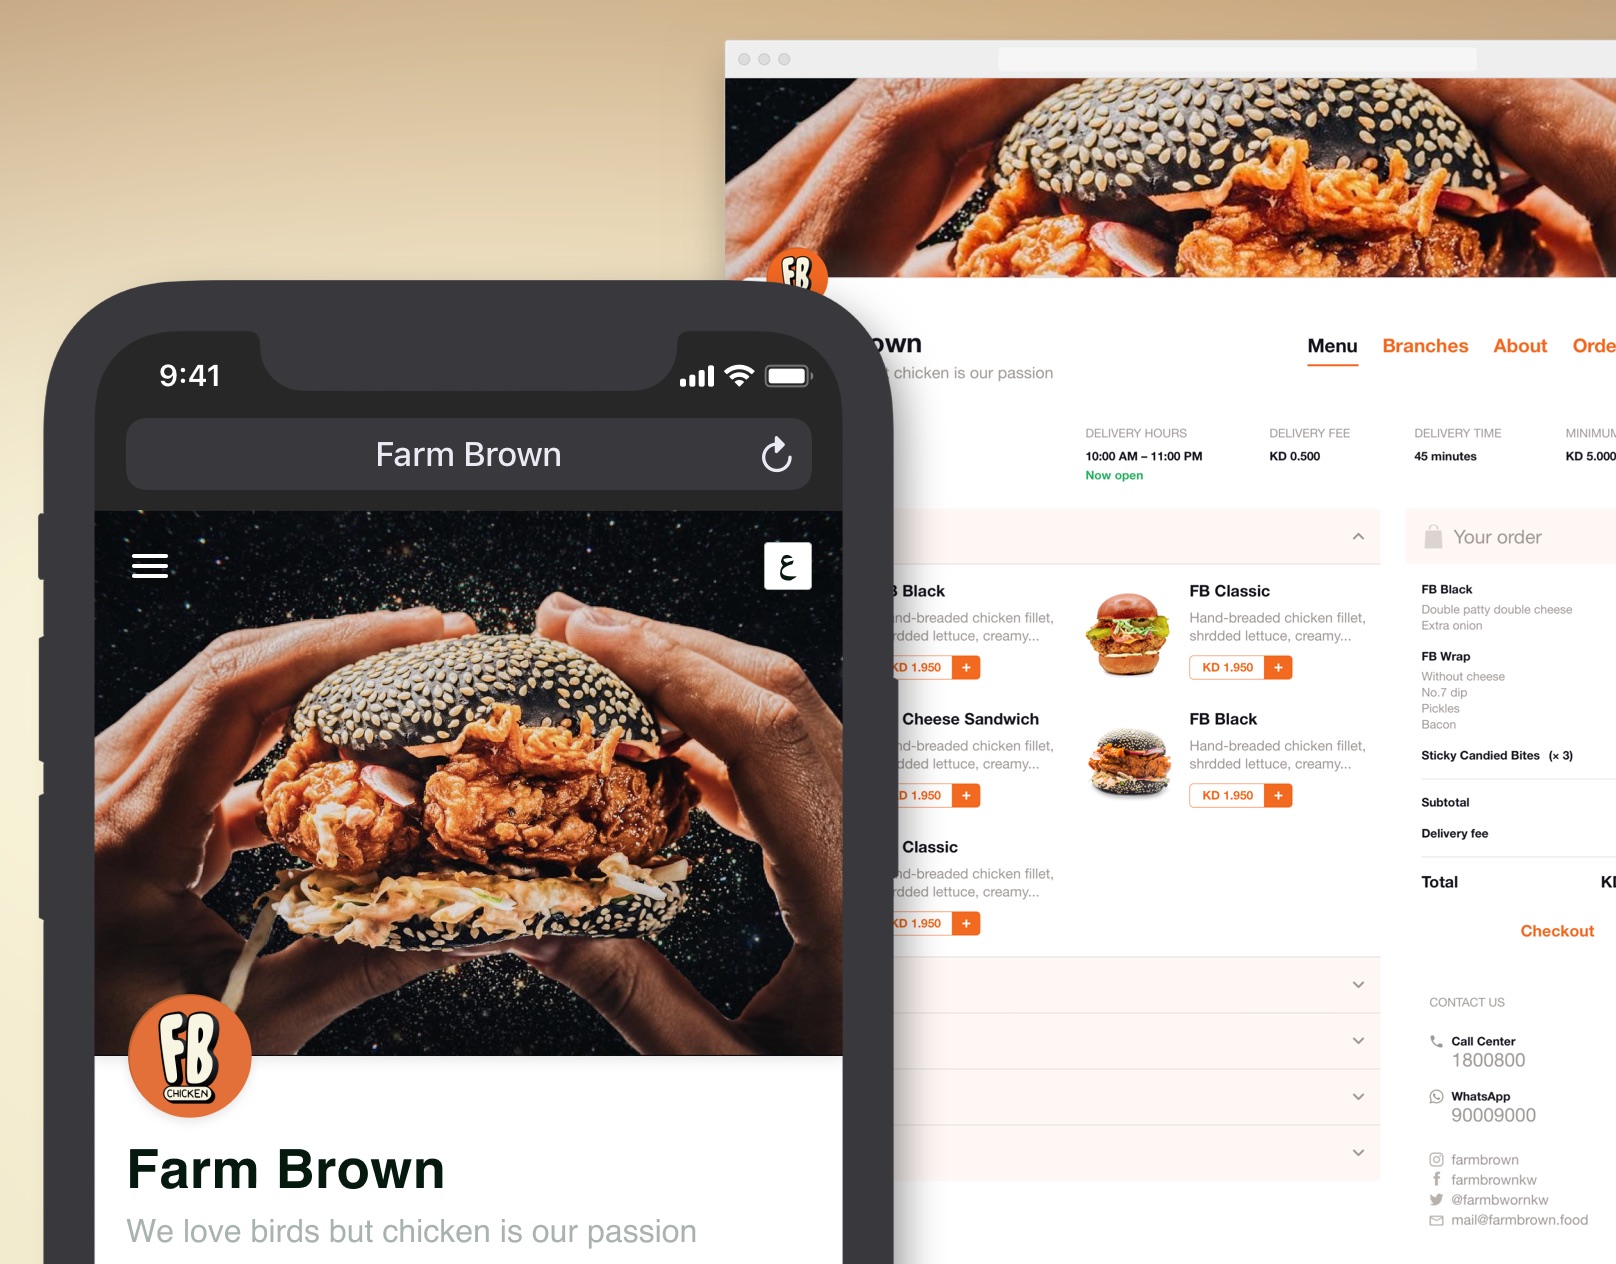 FB
own
Menu Branches About Orde
chicken is our passion
DELIVERY HOURS DELIVERY FEE DELIVERY TIME MINIMUM
10:00 AM – 11:00 PM KD 0.500 45 minutes KD 5.000
Now open
Your order
Black
FB Classic
nd-breaded chicken fillet,
rdded lettuce, creamy...
KD 1.950 +
Hand-breaded chicken fillet,
shrdded lettuce, creamy...
KD 1.950 +
Cheese Sandwich
nd-breaded chicken fillet,
rdded lettuce, creamy...
D 1.950 +
FB Black
Hand-breaded chicken fillet,
shrdded lettuce, creamy...
KD 1.950 +
Classic
nd-breaded chicken fillet,
rdded lettuce, creamy...
KD 1.950 +
FB Black
Double patty double cheese
Extra onion
FB Wrap
Without cheese
No.7 dip
Pickles
Bacon
Sticky Candied Bites (× 3)
Subtotal
Delivery fee
Total KD
Checkout
CONTACT US
Call Center
1800800
WhatsApp
90009000
farmbrown
farmbrownkw
@farmbwornkw
mail@farmbrown.food
9:41
Farm Brown
ع
FB
CHICKEN
Farm Brown
We love birds but chicken is our passion